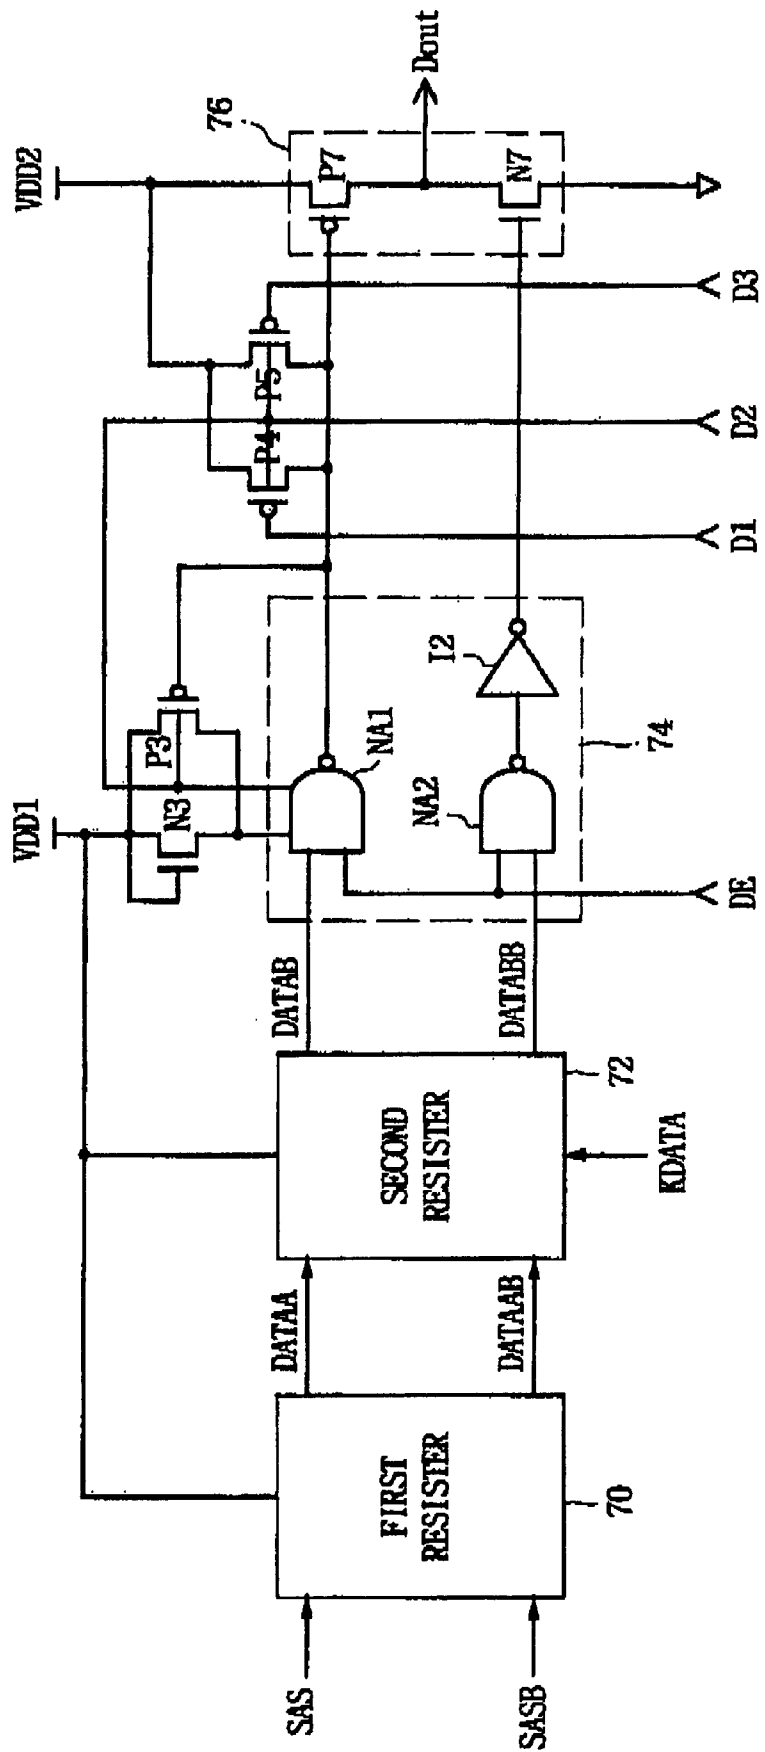 VDD1
VDD2
P3
N3
P4
P5
76
P7
Dout
N7
SAS
SASB
FIRST
RESISTER
70
DATAA
DATAAB
SECOND
RESISTER
72
KDATA
DATAB
DATABB
NA1
NA2
I2
74
DE
D1
D2
D3